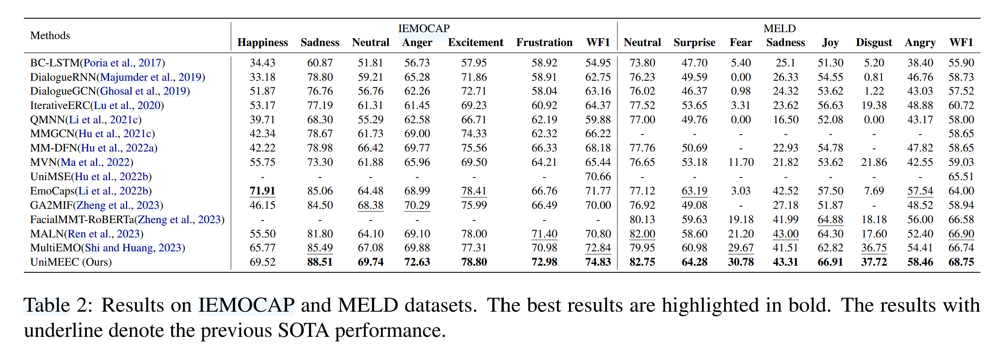 Methods IEMOCAP MELD
Happiness Sadness Neutral Anger Excitement Frustration WF1 Neutral Surprise Fear Sadness Joy Disgust Angry WF1
BC-LSTM(Poria et al., 2017) 34.43 60.87 51.81 56.73 57.95 58.92 54.95 73.80 47.70 5.40 25.1 51.30 5.20 38.40 55.90
DialogueRNN(Majumder et al., 2019) 33.18 78.80 59.21 65.28 71.86 58.91 62.75 76.23 49.59 0.00 26.33 54.55 0.81 46.76 58.73
DialogueGCN(Ghosal et al., 2019) 51.87 76.76 56.76 62.26 72.71 58.04 63.16 76.02 46.37 0.98 24.32 53.62 1.22 43.03 57.52
IterativeERC(Lu et al., 2020) 53.17 77.19 61.31 61.45 69.23 60.92 64.37 77.52 53.65 3.31 23.62 56.63 19.38 48.88 60.72
QMNN(Li et al., 2021c) 39.71 68.30 55.29 62.58 66.71 62.19 59.88 77.00 49.76 0.00 16.50 52.08 0.00 43.17 58.00
MMGCN(Hu et al., 2021c) 42.34 78.67 61.73 69.00 74.33 62.32 66.22 - - - - - - - 58.65
MM-DFN(Hu et al., 2022a) 42.22 78.98 66.42 69.77 75.56 66.33 68.18 77.76 50.69 - 22.93 54.78 - 47.82 58.65
MVN(Ma et al., 2022) 55.75 73.30 61.88 65.96 69.50 64.21 65.44 76.65 53.18 11.70 21.82 53.62 21.86 42.55 59.03
UniMSE(Hu et al., 2022b) - - - - - - 70.66 - - - - - - - 65.51
EmoCaps(Li et al., 2022b) 71.91 85.06 64.48 68.99 78.41 66.76 71.77 77.12 63.19 3.03 42.52 57.50 7.69 57.54 64.00
GA2MIF(Zheng et al., 2023) 46.15 84.50 68.38 70.29 75.99 66.49 70.00 76.92 49.08 - 27.18 51.87 - 48.52 58.94
FacialMMT-RoBERTa(Zheng et al., 2023) - - - - - - - 80.13 59.63 19.18 41.99 64.88 18.18 56.00 66.58
MALN(Ren et al., 2023) 55.50 81.80 64.10 69.10 78.00 71.40 70.80 82.00 58.60 21.20 43.00 64.30 17.60 52.40 66.90
MultiEMO(Shi and Huang, 2023) 65.77 85.49 67.08 69.88 77.31 70.98 72.84 79.95 60.98 29.67 41.51 62.82 36.75 54.41 66.74
UniMEEC (Ours) 69.52 88.51 69.74 72.63 78.80 72.98 74.83 82.75 64.28 30.78 43.31 66.91 37.72 58.46 68.75
Table 2: Results on IEMOCAP and MELD datasets. The best results are highlighted in bold. The results with
underline denote the previous SOTA performance.